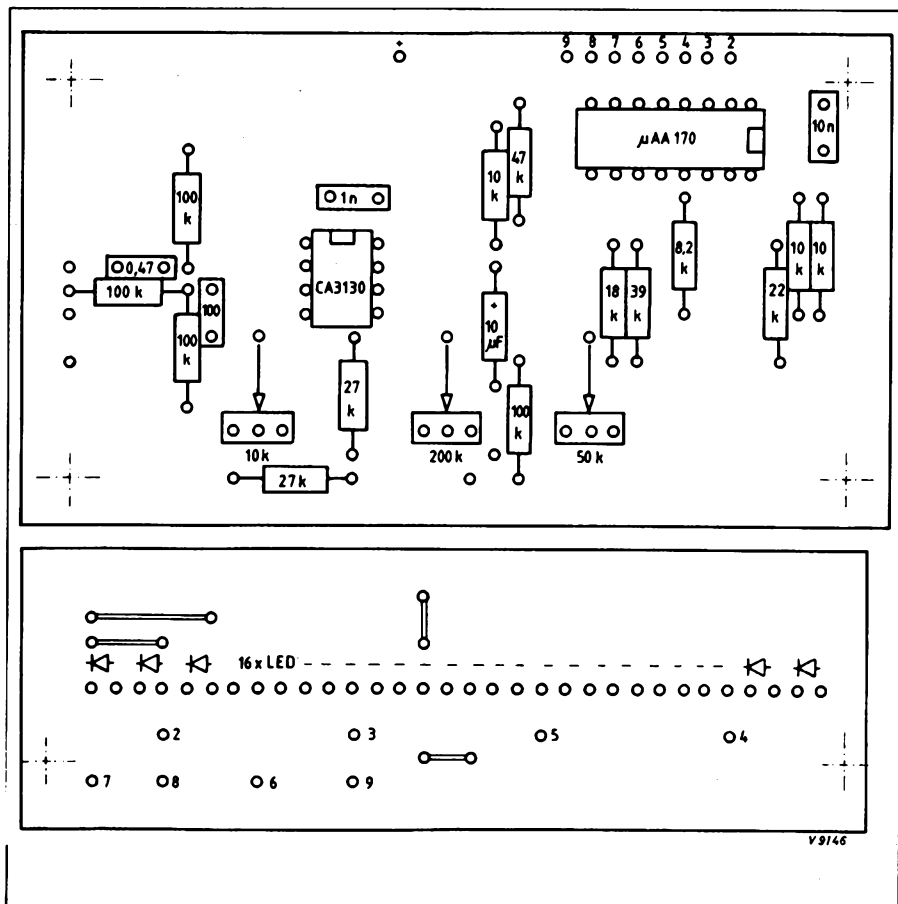 +
9 8 7 6 5 4 3 2
μAA 170
10n
100 k
1n
10 k
47 k
0,47
100 k
100
CA3130
8,2 k
10 k
10 k
18 k
39 k
22 k
+ 10 μF
100 k
27 k
100 k
10k
200k
50 k
27 k
16 x LED
2 3 5 4
7 8 6 9
V 9146